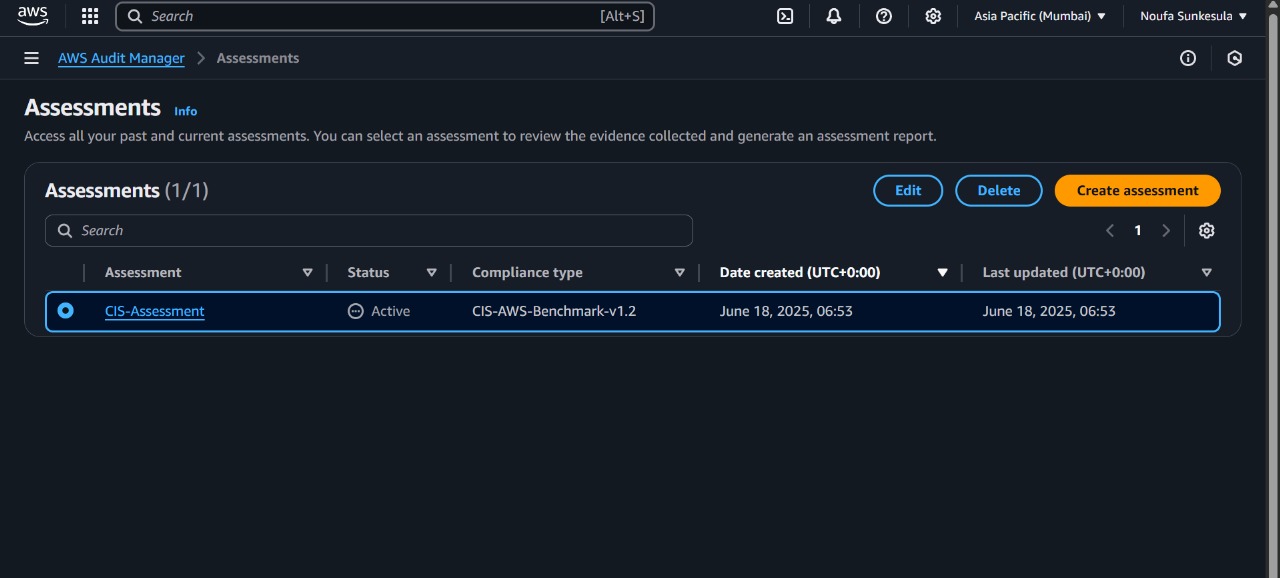 aws Search [Alt+S] Asia Pacific (Mumbai) Noufa Sunkesula
AWS Audit Manager Assessments
Assessments Info
Access all your past and current assessments. You can select an assessment to review the evidence collected and generate an assessment report.
Assessments (1/1) Edit Delete Create assessment
Search 1
Assessment Status Compliance type Date created (UTC+0:00) Last updated (UTC+0:00)
CIS-Assessment Active CIS-AWS-Benchmark-v1.2 June 18, 2025, 06:53 June 18, 2025, 06:53